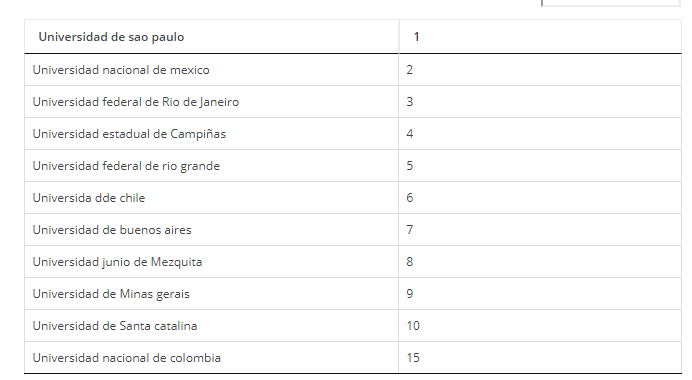 Universidad de sao paulo 1
Universidad nacional de mexico 2
Universidad federal de Rio de Janeiro 3
Universidad estadual de Campiñas 4
Universidad federal de rio grande 5
Universida dde chile 6
Universidad de buenos aires 7
Universidad junio de Mezquita 8
Universidad de Minas gerais 9
Universidad de Santa catalina 10
Universidad nacional de colombia 15